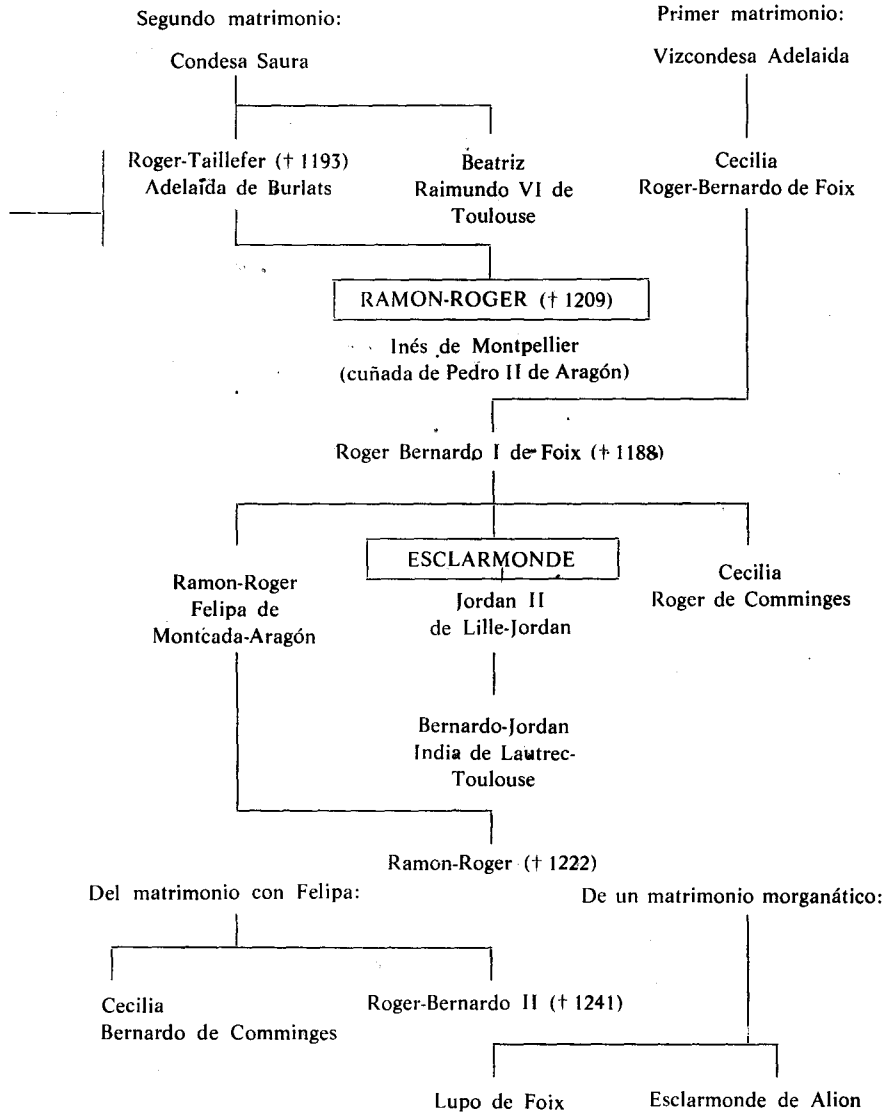 Segundo matrimonio:
Primer matrimonio:
Condesa Saura
Vizcondesa Adelaida
Roger-Taillefer († 1193)
Adelaida de Burlats
Beatriz
Raimundo VI de
Toulouse
Cecilia
Roger-Bernardo de Foix
RAMON-ROGER († 1209)
Inés de Montpellier
(cuñada de Pedro II de Aragón)
Roger Bernardo I de Foix († 1188)
Ramon-Roger
Felipa de
Montcada-Aragón
ESCLARMONDE
Jordan II
de Lille-Jordan
Cecilia
Roger de Comminges
Bernardo-Jordan
India de Lautrec-
Toulouse
Ramon-Roger († 1222)
Del matrimonio con Felipa:
De un matrimonio morganático:
Cecilia
Bernardo de Comminges
Roger-Bernardo II († 1241)
Lupo de Foix
Esclarmonde de Alion